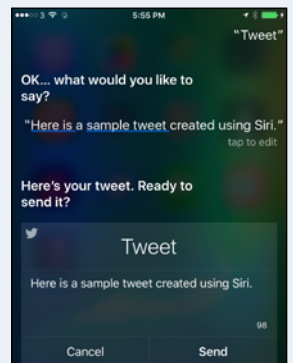 3 5:55 PM
“Tweet”
OK... what would you like to
say?
“Here is a sample tweet created using Siri.”
tap to edit
Here's your tweet. Ready to
send it?
Tweet
Here is a sample tweet created using Siri.
98
Cancel Send